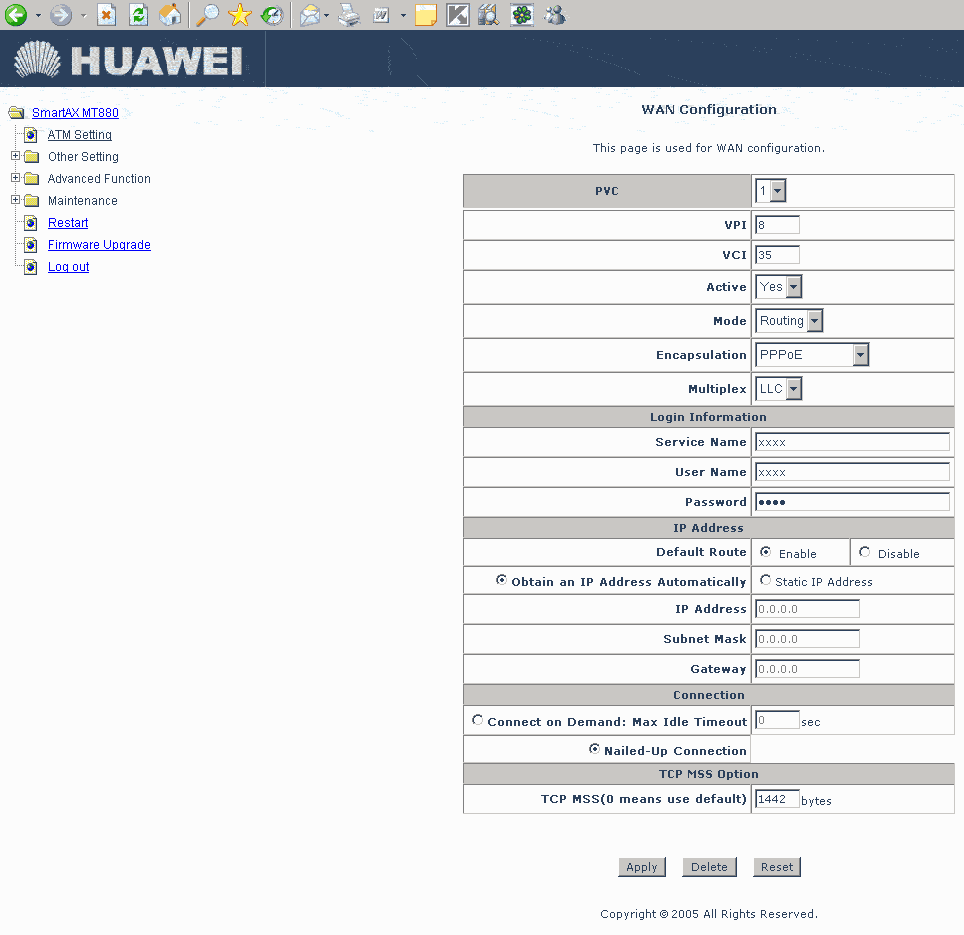 HUAWEI
SmartAX MT880
ATM Setting
Other Setting
Advanced Function
Maintenance
Restart
Firmware Upgrade
Log out
WAN Configuration
This page is used for WAN configuration.
PVC 1
VPI 8
VCI 35
Active Yes
Mode Routing
Encapsulation PPPoE
Multiplex LLC
Login Information
Service Name xxxx
User Name xxxx
Password ••••
IP Address
Default Route Enable Disable
Obtain an IP Address Automatically Static IP Address
IP Address 0.0.0.0
Subnet Mask 0.0.0.0
Gateway 0.0.0.0
Connection
Connect on Demand: Max Idle Timeout 0 sec
Nailed-Up Connection
TCP MSS Option
TCP MSS(0 means use default) 1442 bytes
Apply Delete Reset
Copyright © 2005 All Rights Reserved.